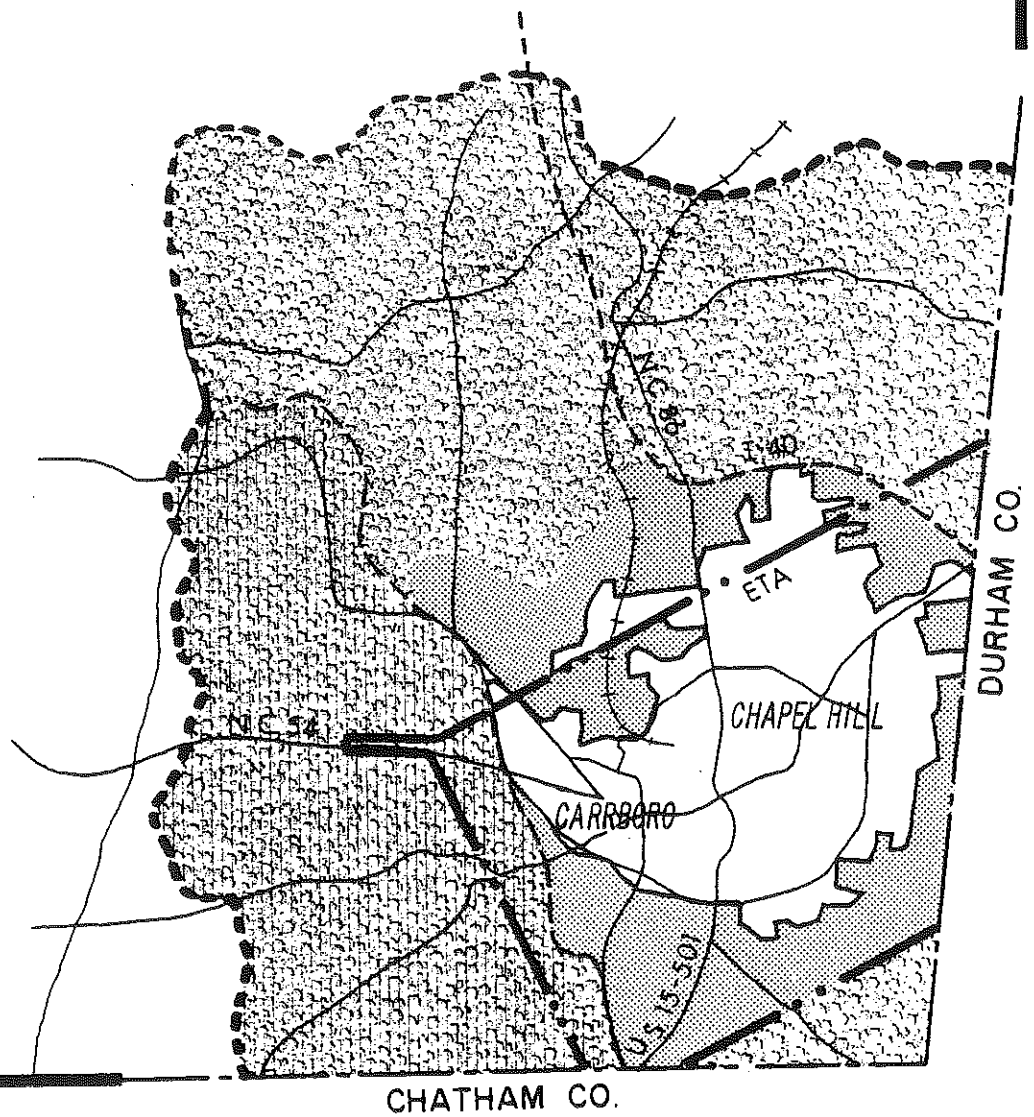 N.C. 86
I-40
ETA
DURHAM CO.
CHAPEL HILL
N.C. 54
CARRBORO
U S 15-501
CHATHAM CO.